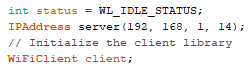 int status = WL_IDLE_STATUS;
IPAddress server(192, 168, 1, 14);
// Initialize the client library
WiFiClient client;